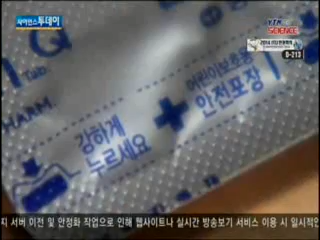 사이언스투데이
YTN
SCIENCE
D-213
Tab.
HAAM
강하게
누르세요
어린이보호용
안전포장
지 서버 이전 및 안정화 작업으로 인해 웹사이트나 실시간 방송보기 서비스 이용 시 일시적